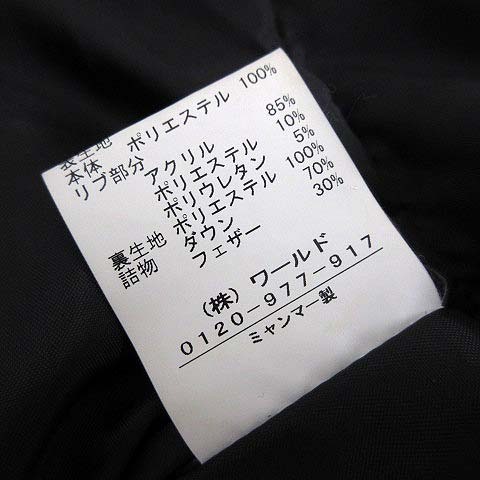 表生地
本体 ポリエステル 100%
リブ部分 アクリル 85%
ポリエステル 10%
ポリウレタン 5%
裏生地 ポリエステル 100%
詰物 ダウン 70%
フェザー 30%
(株) ワールド
0120-977-917
ミャンマー製